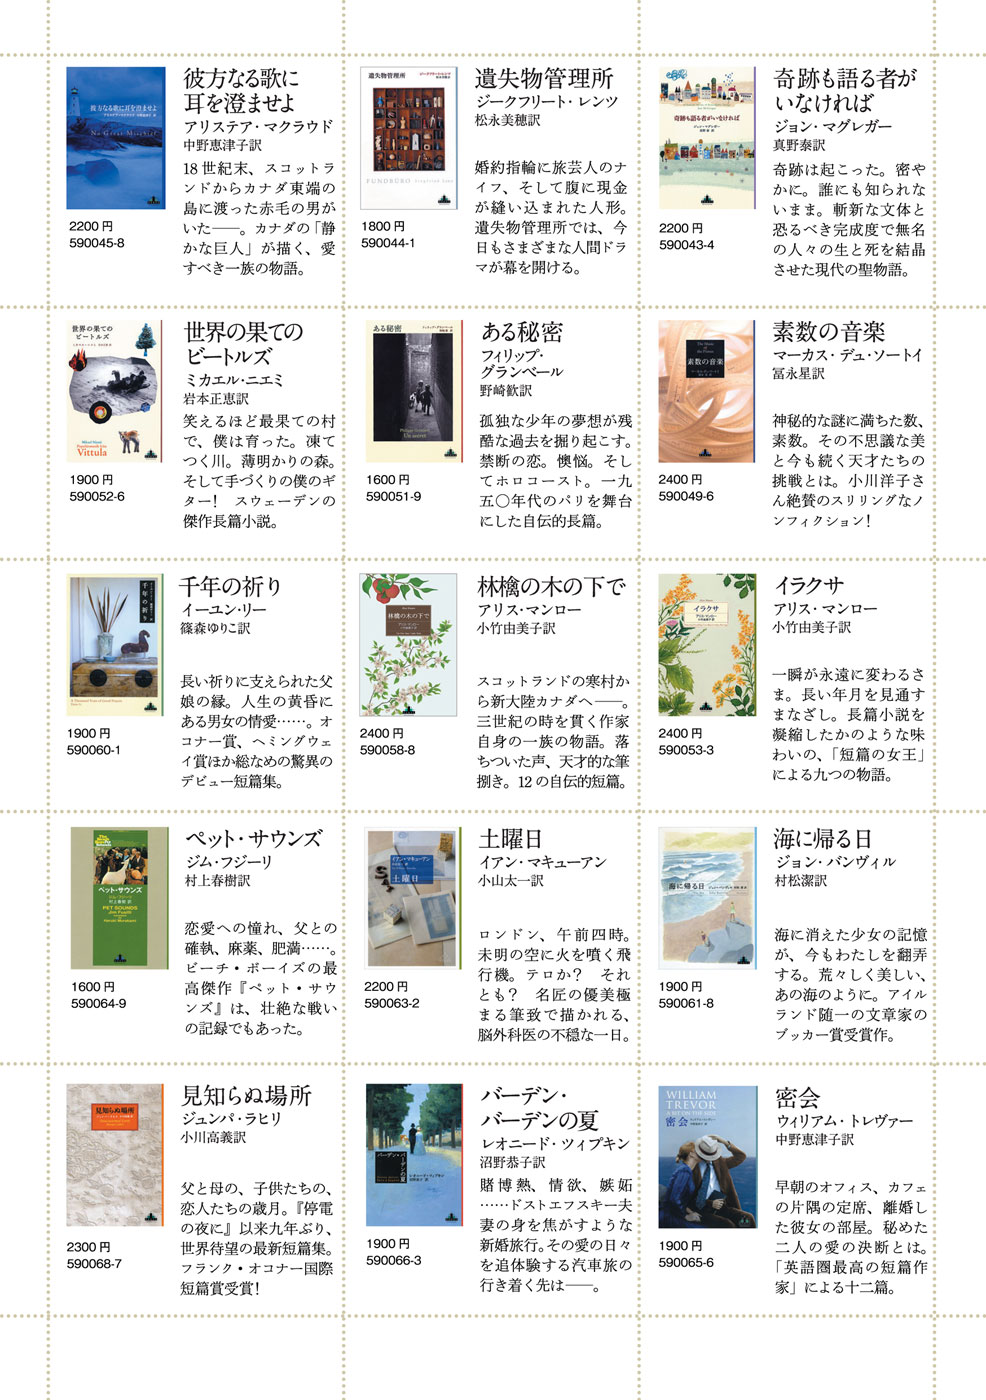 彼方なる歌に
耳を澄ませよ
アリステア・マクラウド
中野恵津子訳
18世紀末、スコットラ
ンドからカナダ東端の
島に渡った赤毛の男が
いた――。カナダの「静
かな巨人」が描く、愛
すべき一族の物語。
2200円
590045-8
遺失物管理所
ジークフリート・レンツ
松永美穂訳
婚約指輪に旅芸人のナ
イフ、そして腹に現金
が縫い込まれた人形。
遺失物管理所では、今
日もさまざまな人間ドラ
マが幕を開ける。
1800円
590044-1
奇跡も語る者が
いなければ
ジョン・マグレガー
真野泰訳
奇跡は起こった。密や
かに。誰にも知られな
いまま。斬新な文体と
恐るべき完成度で無名
の人々の生と死を結晶
させた現代の聖物語。
2200円
590043-4
世界の果ての
ビートルズ
ミカエル・ニエミ
岩本正恵訳
笑えるほど最果ての村
で、僕は育った。凍て
つく川。薄明かりの森。
そして手づくりの僕のギ
ター！　スウェーデンの
傑作長篇小説。
1900円
590052-6
ある秘密
フィリップ・
グランベール
野崎歓訳
孤独な少年の夢想が残
酷な過去を掘り起こす。
禁断の恋。懊悩。そし
てホロコースト。一九
五〇年代のパリを舞台
にした自伝的長篇。
1600円
590051-9
素数の音楽
マーカス・デュ・ソートイ
冨永星訳
神秘的な謎に満ちた数、
素数。その不思議な美
と今も続く天才たちの
挑戦とは。小川洋子さ
ん絶賛のスリリングなノ
ンフィクション！
2400円
590049-6
千年の祈り
イーユン・リー
篠森ゆりこ訳
長い祈りに支えられた父
娘の縁。人生の黄昏に
ある男女の情愛……。オ
コナー賞、ヘミングウェ
イ賞ほか総なめの驚異の
デビュー短篇集。
1900円
590060-1
林檎の木の下で
アリス・マンロー
小竹由美子訳
スコットランドの寒村か
ら新大陸カナダへ――。
三世紀の時を貫く作家
自身の一族の物語。落
ちついた声、天才的な筆
捌き。12の自伝的短篇。
2400円
590058-8
イラクサ
アリス・マンロー
小竹由美子訳
一瞬が永遠に変わるさ
ま。長い年月を見通す
まなざし。長篇小説を
凝縮したかのような味
わいの、「短篇の女王」
による九つの物語。
2400円
590053-3
ペット・サウンズ
ジム・フジーリ
村上春樹訳
恋愛への憧れ、父との
確執、麻薬、肥満……。
ビーチ・ボーイズの最
高傑作『ペット・サウ
ンズ』は、壮絶な戦い
の記録でもあった。
1600円
590064-9
土曜日
イアン・マキューアン
小山太一訳
ロンドン、午前四時。
未明の空に火を噴く飛
行機。テロか？　それ
とも？　名匠の優美極
まる筆致で描かれる、
脳外科医の不穏な一日。
2200円
590063-2
海に帰る日
ジョン・バンヴィル
村松潔訳
海に消えた少女の記憶
が、今もわたしを翻弄
する。荒々しく美しい、
あの海のように。アイル
ランド随一の文章家の
ブッカー賞受賞作。
1900円
590061-8
見知らぬ場所
ジュンパ・ラヒリ
小川高義訳
父と母の、子供たちの、
恋人たちの歳月。『停電
の夜に』以来九年ぶり、
世界待望の最新短篇集。
フランク・オコナー国際
短篇賞受賞！
2300円
590068-7
バーデン・
バーデンの夏
レオニード・ツィプキン
沼野恭子訳
賭博熱、情欲、嫉妬
……ドストエフスキー夫
妻の身を焦がすような
新婚旅行。その愛の日々
を追体験する汽車旅の
行き着く先は――。
1900円
590066-3
密会
ウィリアム・トレヴァー
中野恵津子訳
早朝のオフィス、カフェ
の片隅の定席、離婚し
た彼女の部屋。秘めた
二人の愛の決断とは。
「英語圏最高の短篇作
家」による十二篇。
1900円
590065-6